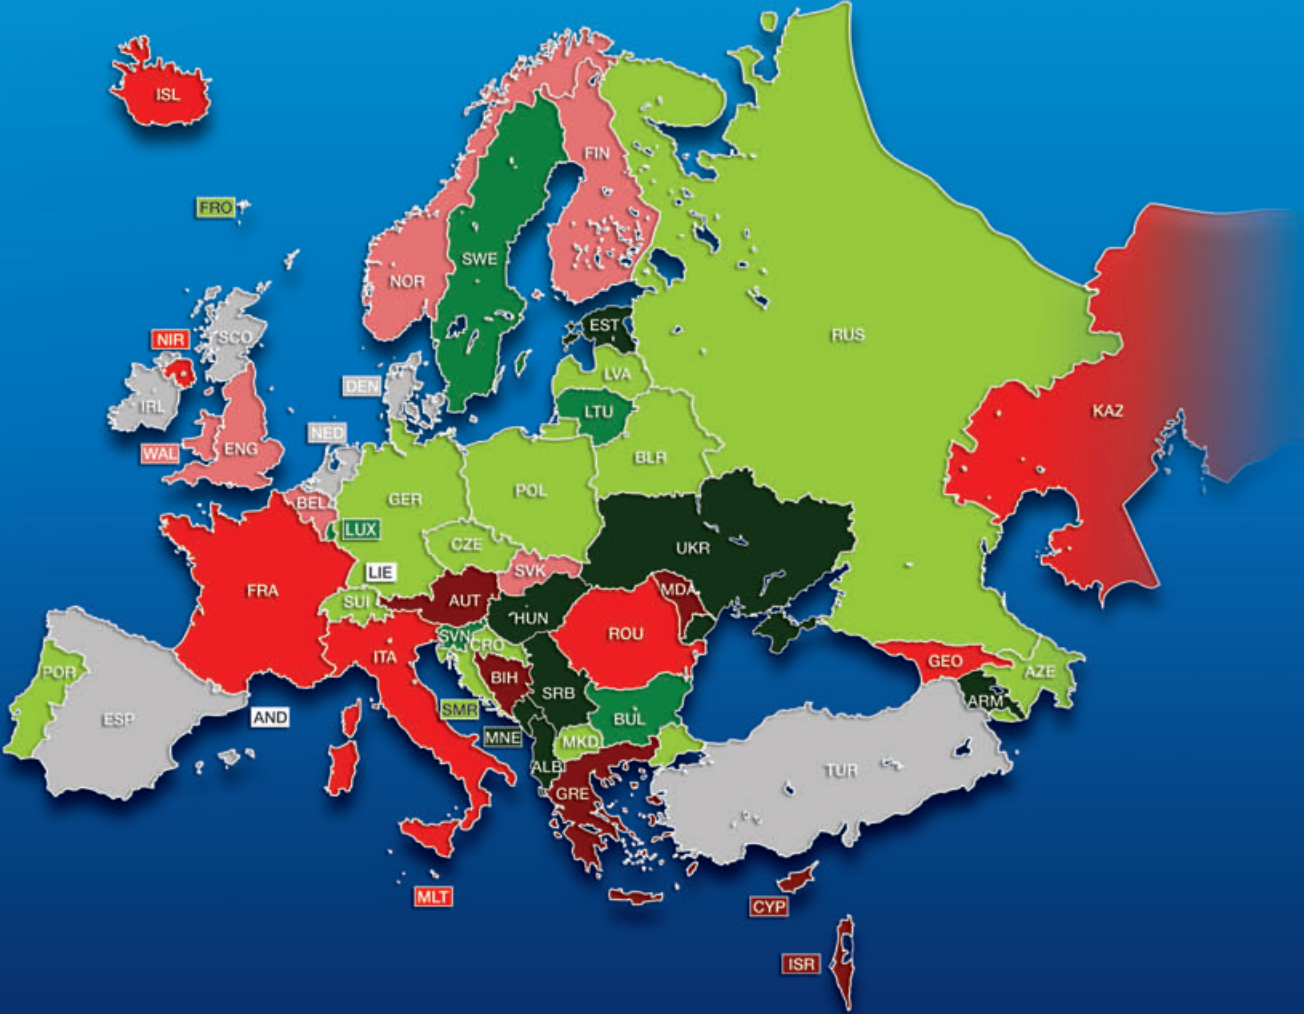 ISL
FIN
FRO
SWE
NOR
EST
SCO
NIR
RUS
LVA
DEN
IRL
LTU
KAZ
NED
ENG
WAL
BLR
POL
GER
BEL
LUX
CZE
UKR
SVK
LIE
FRA
MDA
SUI
AUT
HUN
ROU
SVN
CRO
ITA
GEO
POR
AZE
BIH
SRB
ARM
SMR
AND
ESP
BUL
MNE
MKD
ALB
TUR
GRE
MLT
CYP
ISR